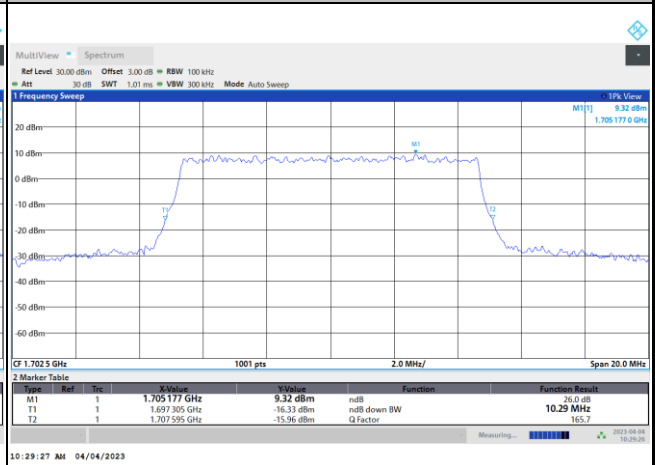 MultiView Spectrum
Ref Level 30.00 dBm Offset 3.00 dB RBW 100 kHz
Att 30 dB SWT 1.01 ms VBW 300 kHz Mode Auto Sweep
1 Frequency Sweep 1Pk View
M1[1] 9.32 dBm
1.705 177 0 GHz
20 dBm
M1
10 dBm
0 dBm
-10 dBm
T1 T2
-20 dBm
-30 dBm
-40 dBm
-50 dBm
-60 dBm
CF 1.702 5 GHz 1001 pts 2.0 MHz/ Span 20.0 MHz
2 Marker Table
Type Ref Trc X-Value Y-Value Function Function Result
M1 1 1.705 177 GHz 9.32 dBm ndB 26.0 dB
T1 1 1.697 305 GHz -16.33 dBm ndB down BW 10.29 MHz
T2 1 1.707 595 GHz -15.96 dBm Q Factor 165.7
Measuring... 2023-04-04
10:29:26
10:29:27 AM 04/04/2023